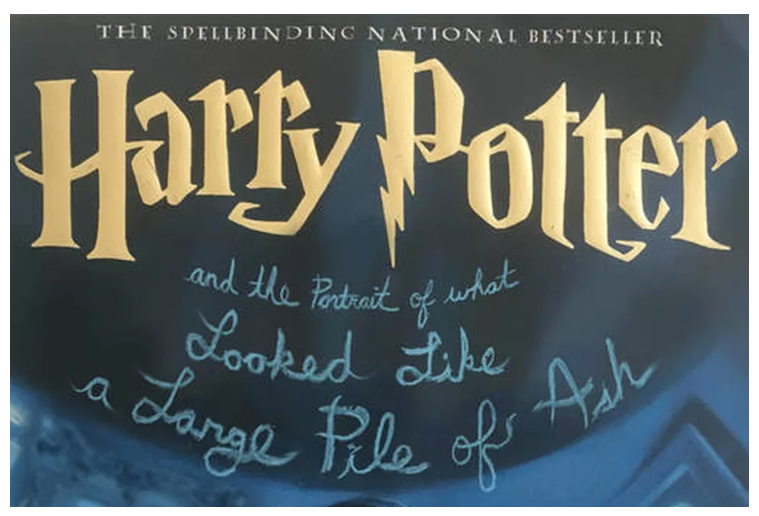 THE SPELLBINDING NATIONAL BESTSELLER
Harry Potter
and the Portrait of what
Looked Like
a Large Pile of Ash